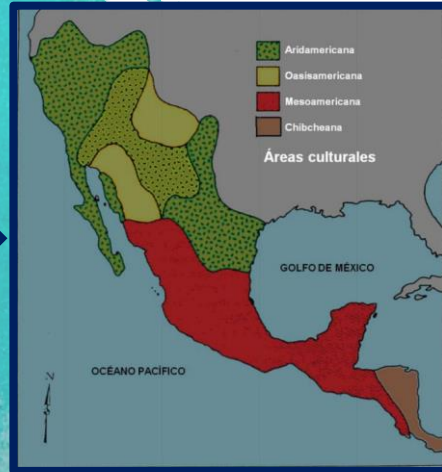 Aridamericana
Oasisamericana
Mesoamericana
Chibcheana
Áreas culturales
GOLFO DE MÉXICO
OCÉANO PACÍFICO
N